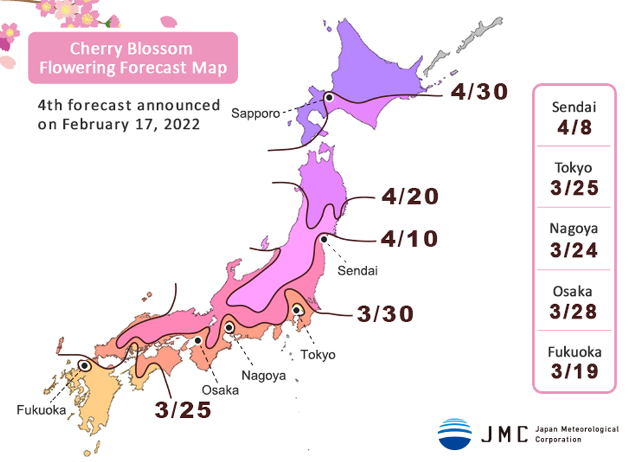 Cherry Blossom
Flowering Forecast Map
4th forecast announced
on February 17, 2022
Sapporo
4/30
4/20
4/10
Sendai
3/30
Tokyo
Nagoya
Osaka
Fukuoka
3/25
Sendai
4/8
Tokyo
3/25
Nagoya
3/24
Osaka
3/28
Fukuoka
3/19
JMC
Japan Meteorological
Corporation